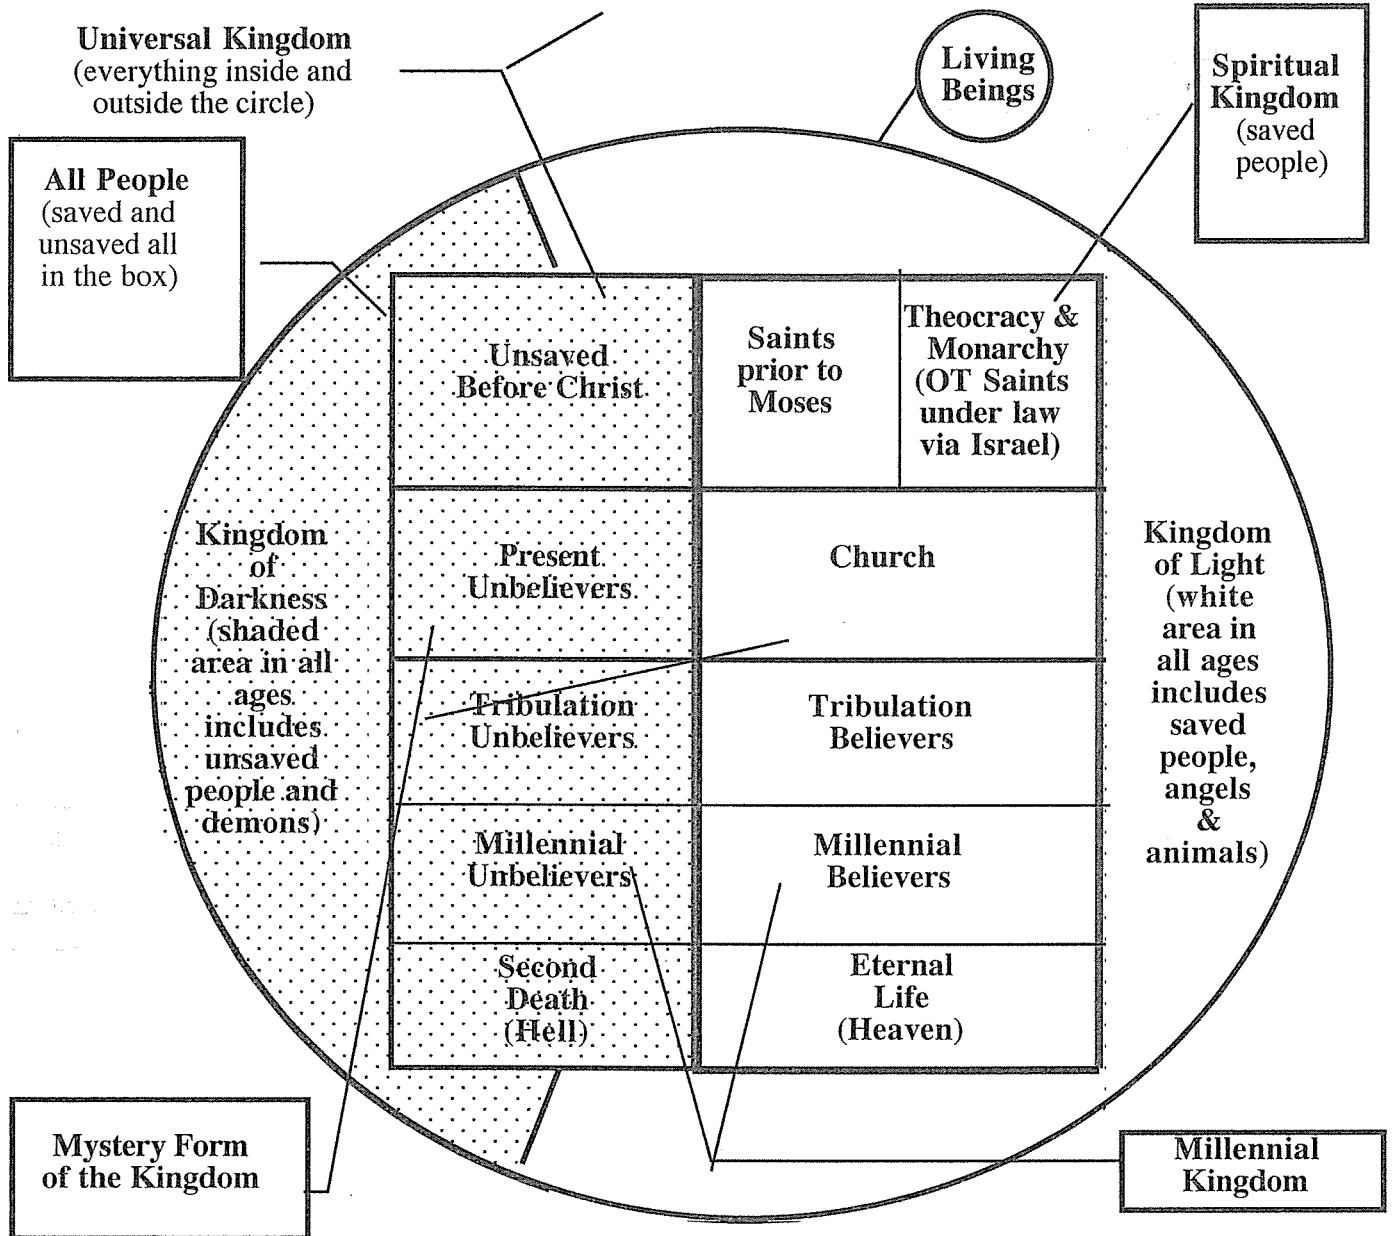 Universal Kingdom
(everything inside and
outside the circle)
Living
Beings
Spiritual
Kingdom
(saved
people)
All People
(saved and
unsaved all
in the box)
Unsaved
Before Christ
Saints
prior to
Moses
Theocracy &
Monarchy
(OT Saints
under law
via Israel)
Kingdom
of
Darkness
(shaded
area in all
ages
includes
unsaved
people and
demons)
Present
Unbelievers
Church
Kingdom
of Light
(white
area in
all ages
includes
saved
people,
angels
&
animals)
Tribulation
Unbelievers
Tribulation
Believers
Millennial
Unbelievers
Millennial
Believers
Second
Death
(Hell)
Eternal
Life
(Heaven)
Mystery Form
of the Kingdom
Millennial
Kingdom